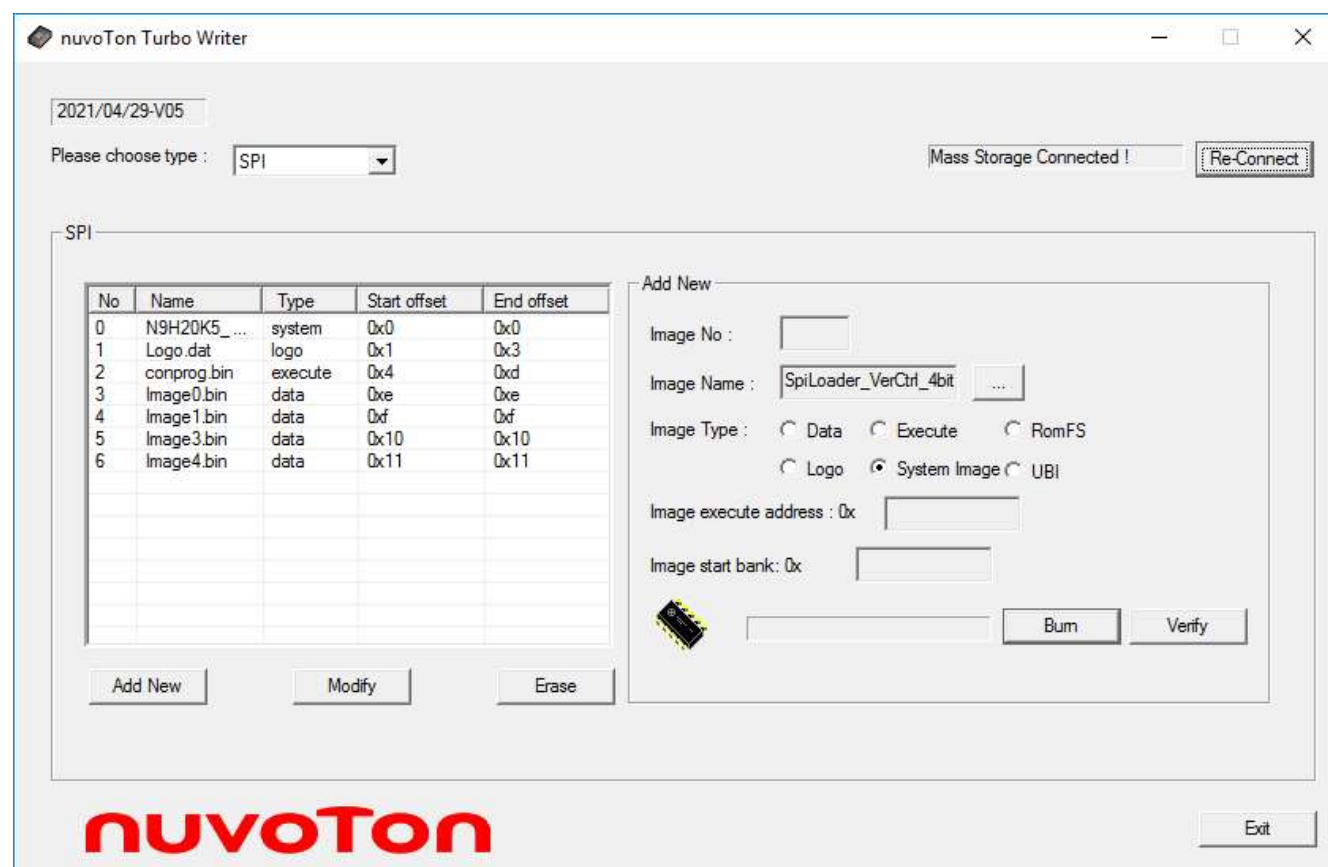 nuvoTon Turbo Writer
2021/04/29-V05
Please choose type : SPI
Mass Storage Connected ! Re-Connect
SPI
No Name Type Start offset End offset
0 N9H20K5_ ... system 0x0 0x0
1 Logo.dat logo 0x1 0x3
2 conprog.bin execute 0x4 0xd
3 Image0.bin data 0xe 0xe
4 Image1.bin data 0xf 0xf
5 Image3.bin data 0x10 0x10
6 Image4.bin data 0x11 0x11
Add New Modify Erase
Add New
Image No :
Image Name : SpiLoader_VerCtrl_4bit ...
Image Type : Data Execute RomFS
Logo System Image UBI
Image execute address : 0x
Image start bank: 0x
Burn Verify
nuvoTon
Exit